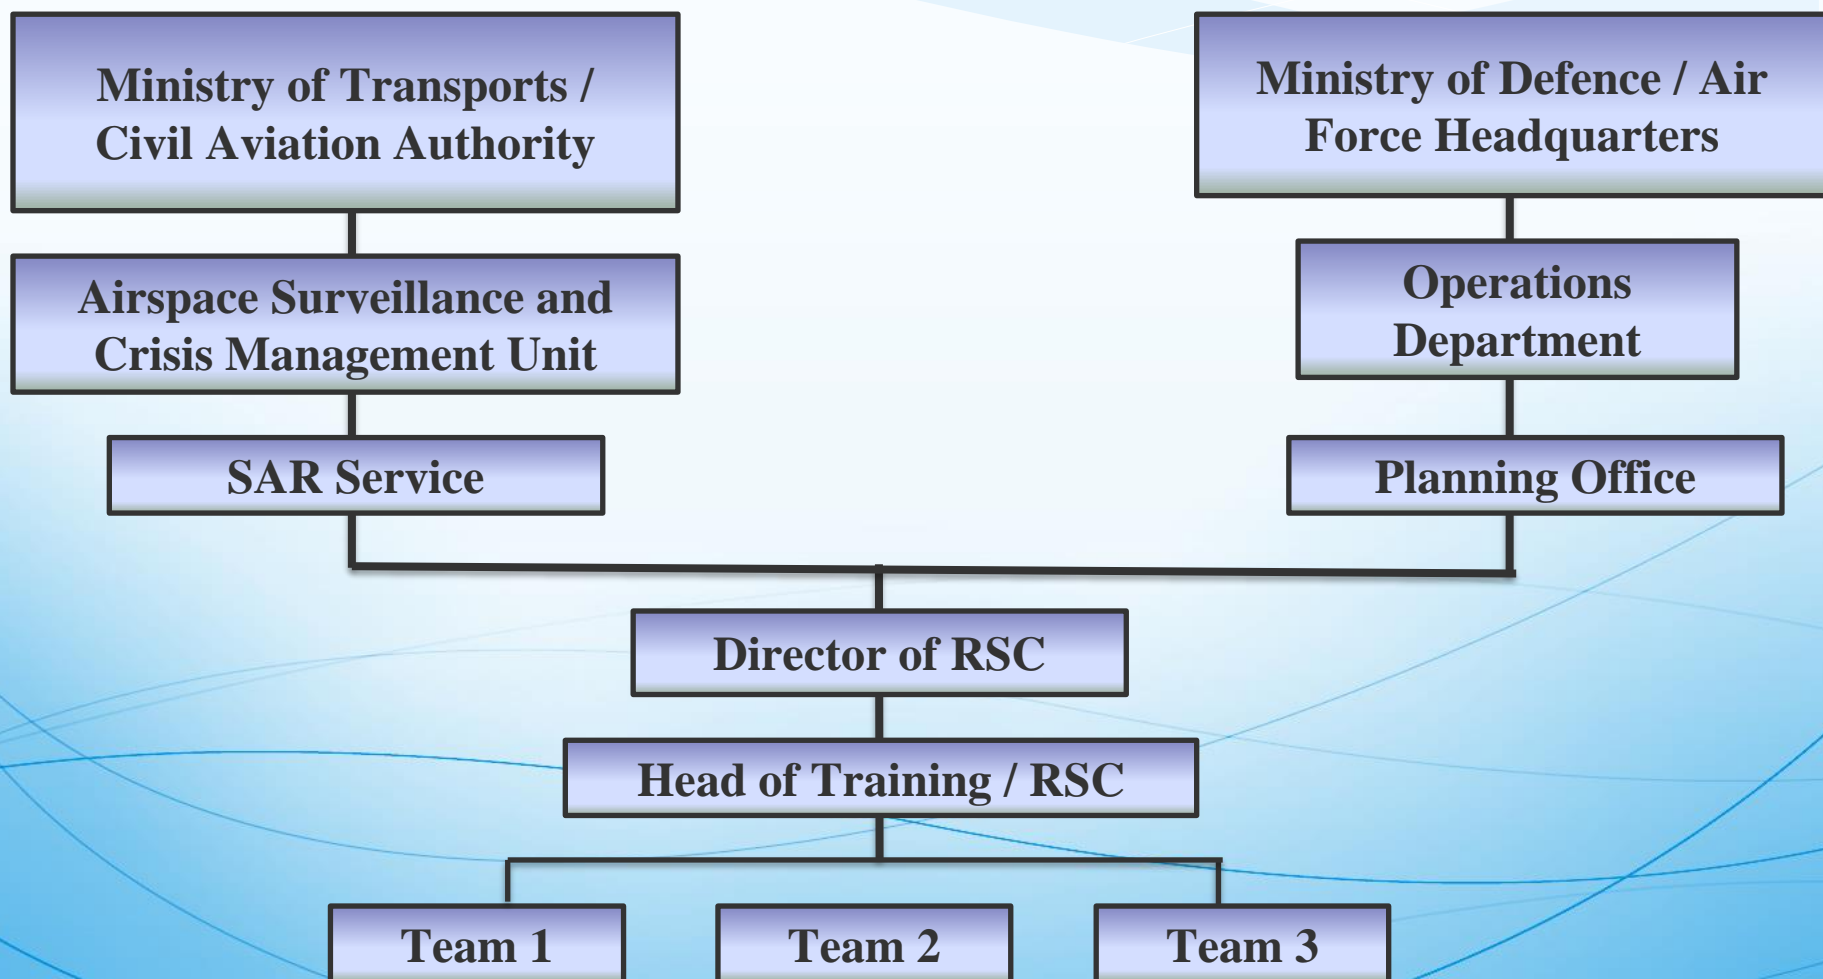 Ministry of Transports /
Civil Aviation Authority
Ministry of Defence / Air
Force Headquarters
Airspace Surveillance and
Crisis Management Unit
Operations
Department
SAR Service
Planning Office
Director of RSC
Head of Training / RSC
Team 1
Team 2
Team 3